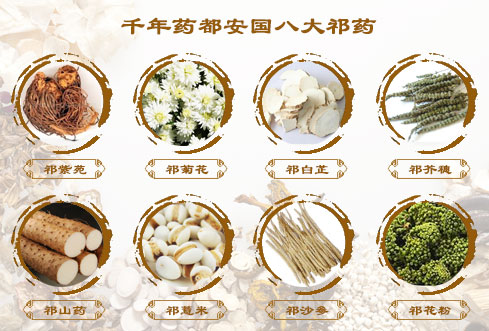 千年药都安国八大祁药
祁紫菀
祁菊花
祁白芷
祁芥穗
祁山药
祁薏米
祁沙参
祁花粉